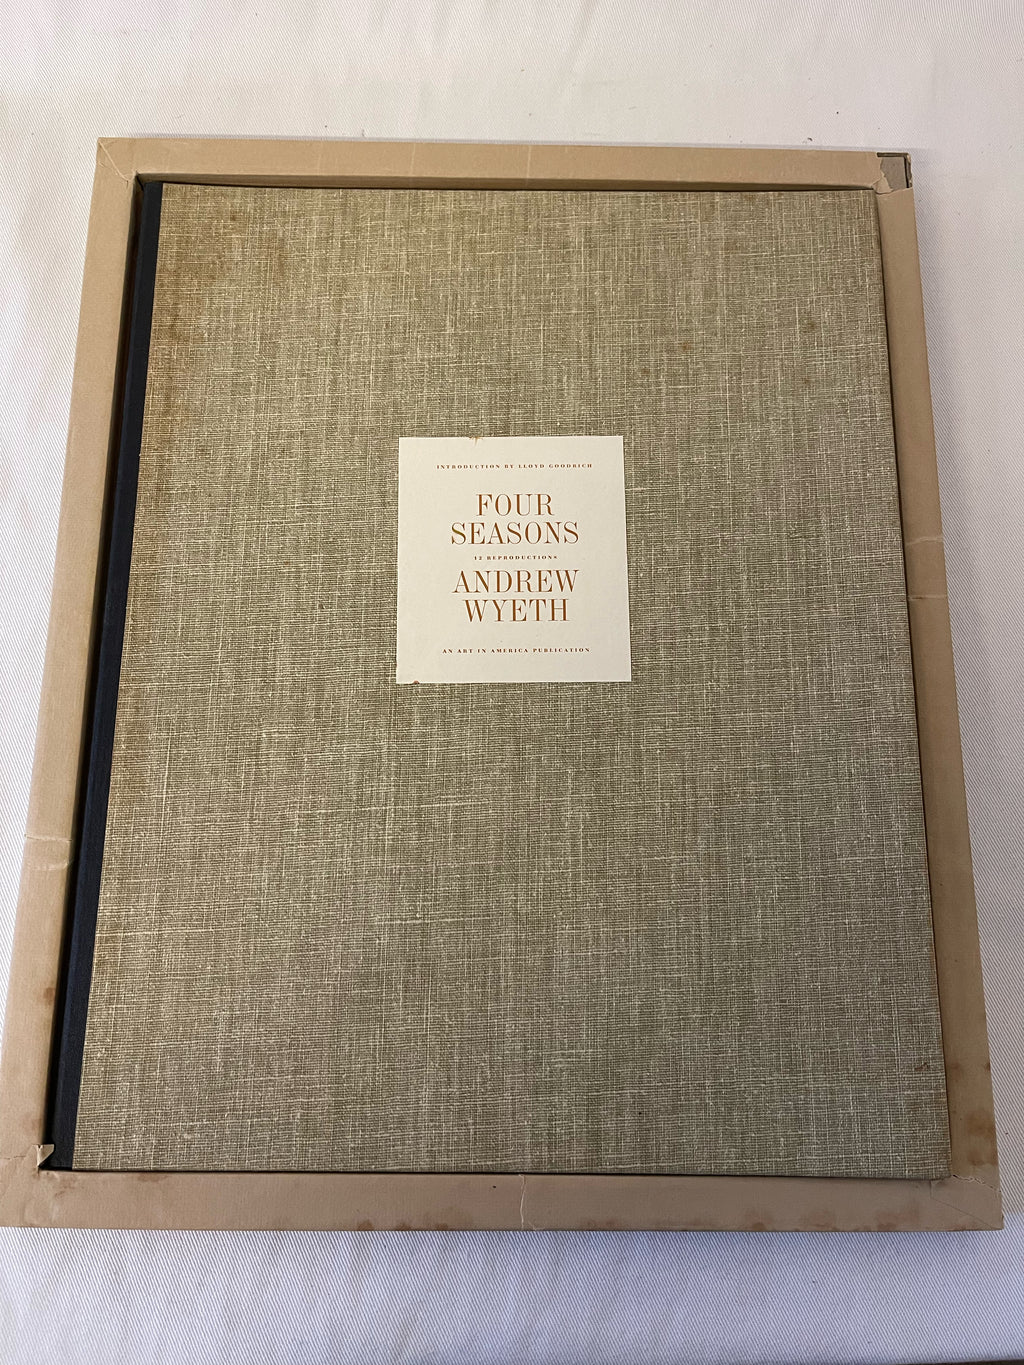 INTRODUCTION BY LLOYD GOODRICH
FOUR
SEASONS
12 REPRODUCTIONS
ANDREW
WYETH
AN ART IN AMERICA PUBLICATION